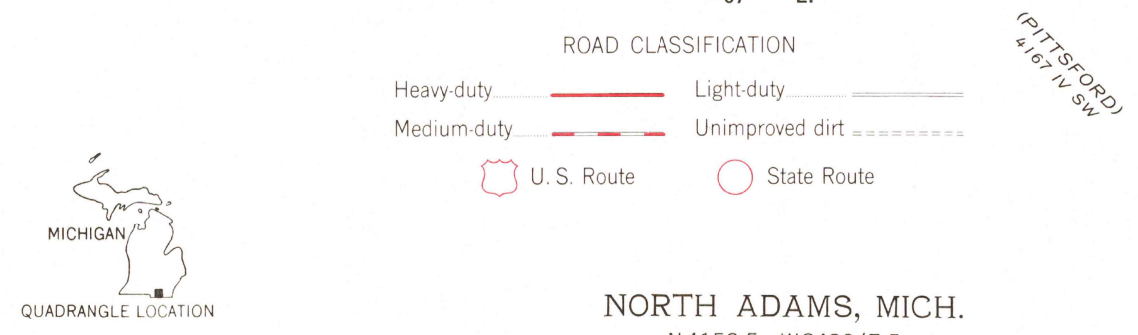 (PITTSFORD)
4167 IV SW
ROAD CLASSIFICATION
Heavy-duty
Light-duty
Medium-duty
Unimproved dirt
U. S. Route
State Route
MICHIGAN
QUADRANGLE LOCATION
NORTH ADAMS, MICH.